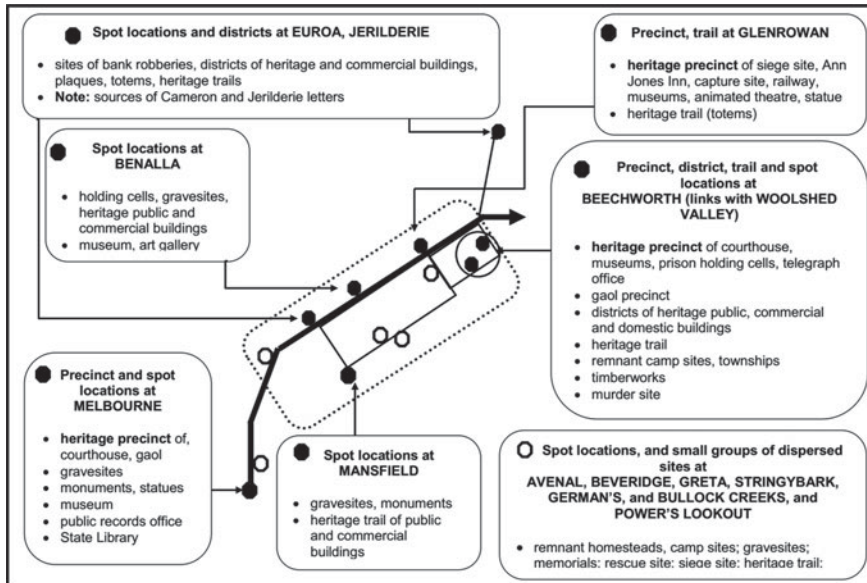 Spot locations and districts at EUROA, JERILDERIE
• sites of bank robberies, districts of heritage and commercial buildings,
plaques, totems, heritage trails
• Note: sources of Cameron and Jerilderie letters
Precinct, trail at GLENROWAN
• heritage precinct of siege site, Ann
Jones Inn, capture site, railway,
museums, animated theatre, statue
• heritage trail (totems)
Spot locations at
BENALLA
• holding cells, gravesites,
heritage public and
commercial buildings
• museum, art gallery
Precinct, district, trail and spot
locations at
BEECHWORTH (links with WOOLSHED
VALLEY)
• heritage precinct of courthouse,
museums, prison holding cells, telegraph
office
• gaol precinct
• districts of heritage public, commercial
and domestic buildings
• heritage trail
• remnant camp sites, townships
• timberworks
• murder site
Precinct and spot
locations at
MELBOURNE
• heritage precinct of,
courthouse, gaol
• gravesites
• monuments, statues
• museum
• public records office
• State Library
Spot locations at
MANSFIELD
• gravesites, monuments
• heritage trail of public
and commercial
buildings
Spot locations, and small groups of dispersed
sites at
AVENAL, BEVERIDGE, GRETA, STRINGYBARK,
GERMAN'S, and BULLOCK CREEKS, and
POWER'S LOOKOUT
• remnant homesteads, camp sites; gravesites;
memorials; rescue site; siege site; heritage trail;